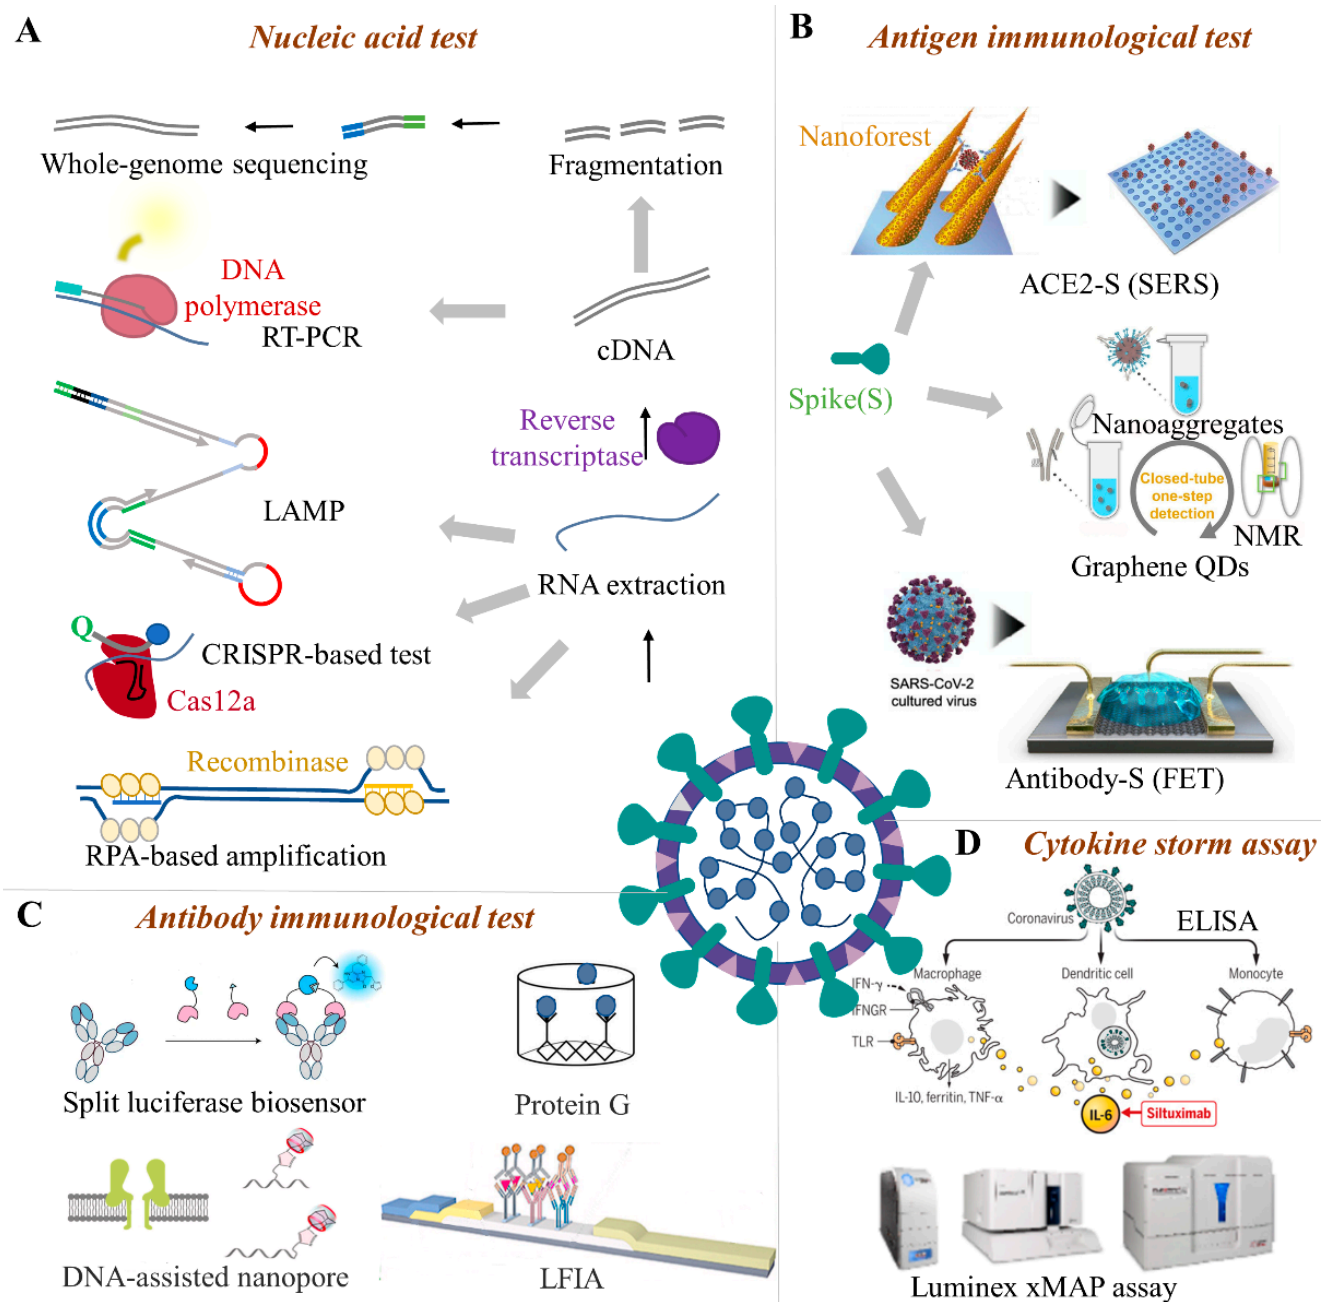 A
Nucleic acid test
Whole-genome sequencing
Fragmentation
DNA
polymerase
RT-PCR
cDNA
Reverse
transcriptase
LAMP
RNA extraction
Q
CRISPR-based test
Cas12a
Recombinase
RPA-based amplification
B
Antigen immunological test
Nanoforest
ACE2-S (SERS)
Spike(S)
Nanoaggregates
Closed-tube
one-step
detection
NMR
Graphene QDs
SARS-CoV-2
cultured virus
Antibody-S (FET)
C
Antibody immunological test
Split luciferase biosensor
Protein G
DNA-assisted nanopore
LFIA
D
Cytokine storm assay
Coronavirus
ELISA
Macrophage
Dendritic cell
Monocyte
IFN-γ
IFNGR
TLR
IL-10, ferritin, TNF-α
IL-6
Siltuximab
Luminex xMAP assay